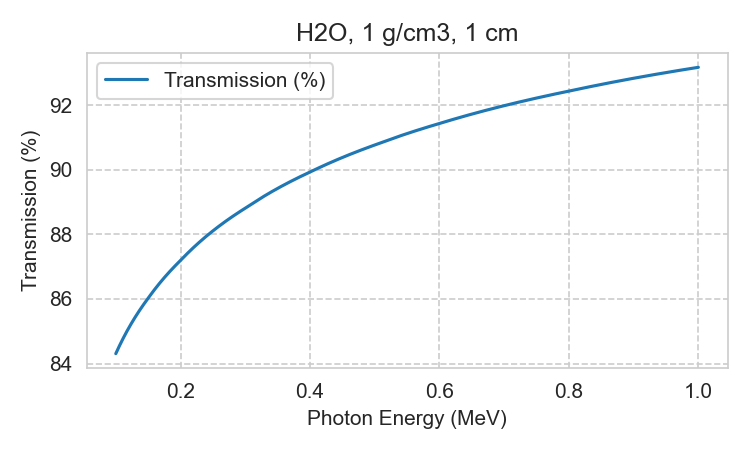 H2O, 1 g/cm3, 1 cm
Transmission (%)
Transmission (%)
92
90
88
86
84
0.2 0.4 0.6 0.8 1.0
Photon Energy (MeV)